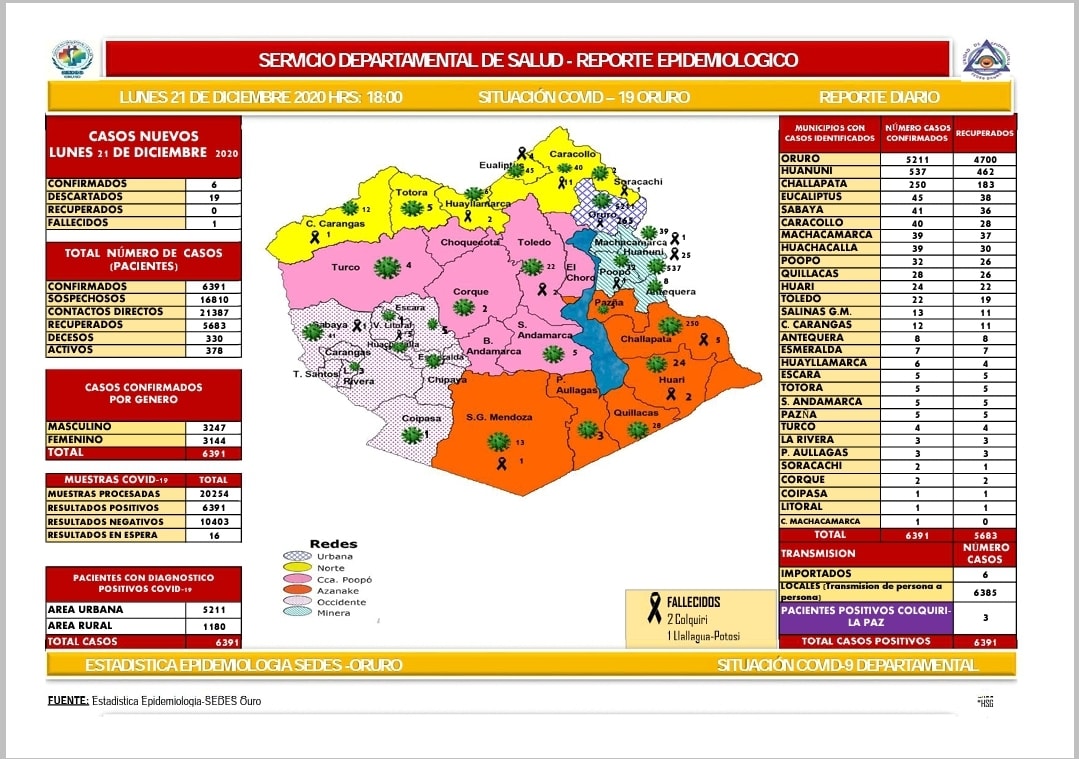 SERVICIO DEPARTAMENTAL DE SALUD - REPORTE EPIDEMIOLOGICO
LUNES 21 DE DICIEMBRE 2020 HRS: 18:00 SITUACIÓN COVID – 19 ORURO REPORTE DIARIO
CASOS NUEVOS
LUNES 21 DE DICIEMBRE 2020
CONFIRMADOS 6
DESCARTADOS 19
RECUPERADOS 0
FALLECIDOS 1
TOTAL NÚMERO DE CASOS
(PACIENTES)
CONFIRMADOS 6391
SOSPECHOSOS 16810
CONTACTOS DIRECTOS 21387
RECUPERADOS 5683
DECESOS 330
ACTIVOS 378
CASOS CONFIRMADOS
POR GENERO
MASCULINO 3247
FEMENINO 3144
TOTAL 6391
MUESTRAS COVID-19 TOTAL
MUESTRAS PROCESADAS 20254
RESULTADOS POSITIVOS 6391
RESULTADOS NEGATIVOS 10403
RESULTADOS EN ESPERA 16
PACIENTES CON DIAGNOSTICO
POSITIVOS COVID-19
AREA URBANA 5211
AREA RURAL 1180
TOTAL CASOS 6391
Caracollo
40
11
2
Eualiptus
4
45
Soracachi
1
Totora
5
6
Huayllamarca
2
12
C. Carangas
1
5211
Oruro
265
39
Machacamarca
1
Huanuni
25
537
Poopó
32
1
8
Antequera
Choquecota
Toledo
22
2
El
Choro
Turco
4
Corque
2
Pazña
250
Challapata
5
Escara
Sabaya
1
41
V. Litoral
Huachacalla
S.
Andamarca
5
B.
Andamarca
Carangas
Esmeralda
T. Santos
L.
3
Rivera
Chipaya
24
Huari
2
P.
Aullagas
3
Quillacas
28
Coipasa
1
S.G. Mendoza
13
1
Redes
Urbana
Norte
Cca. Poopó
Azanake
Occidente
Minera
FALLECIDOS
2 Colquiri
1 Llallagua-Potosi
MUNICIPIOS CON
CASOS IDENTIFICADOS
NÚMERO CASOS
CONFIRMADOS
RECUPERADOS
ORURO 5211 4700
HUANUNI 537 462
CHALLAPATA 250 183
EUCALIPTUS 45 38
SABAYA 41 36
CARACOLLO 40 28
MACHACAMARCA 39 37
HUACHACALLA 39 30
POOPO 32 26
QUILLACAS 28 26
HUARI 24 22
TOLEDO 22 19
SALINAS G.M. 13 11
C. CARANGAS 12 11
ANTEQUERA 8 8
ESMERALDA 7 7
HUAYLLAMARCA 6 4
ESCARA 5 5
TOTORA 5 5
S. ANDAMARCA 5 5
PAZÑA 5 5
TURCO 4 4
LA RIVERA 3 3
P. AULLAGAS 3 3
SORACACHI 2 1
CORQUE 2 2
COIPASA 1 1
LITORAL 1 1
C. MACHACAMARCA 1 0
TOTAL 6391 5683
TRANSMISION NÚMERO
CASOS
IMPORTADOS 6
LOCALES (Transmision de persona a
persona) 6385
PACIENTES POSITIVOS COLQUIRI-
LA PAZ 3
TOTAL CASOS POSITIVOS 6391
ESTADISTICA EPIDEMIOLOGIA SEDES -ORURO SITUACIÓN COVID-9 DEPARTAMENTAL
FUENTE: Estadistica Epidemiologia-SEDES Ouro
*HSG